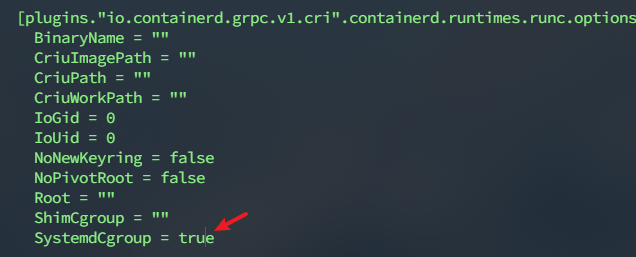 [plugins."io.containerd.grpc.v1.cri".containerd.runtimes.runc.options
BinaryName = ""
CriuImagePath = ""
CriuPath = ""
CriuWorkPath = ""
IoGid = 0
IoUid = 0
NoNewKeyring = false
NoPivotRoot = false
Root = ""
ShimCgroup = ""
SystemdCgroup = true